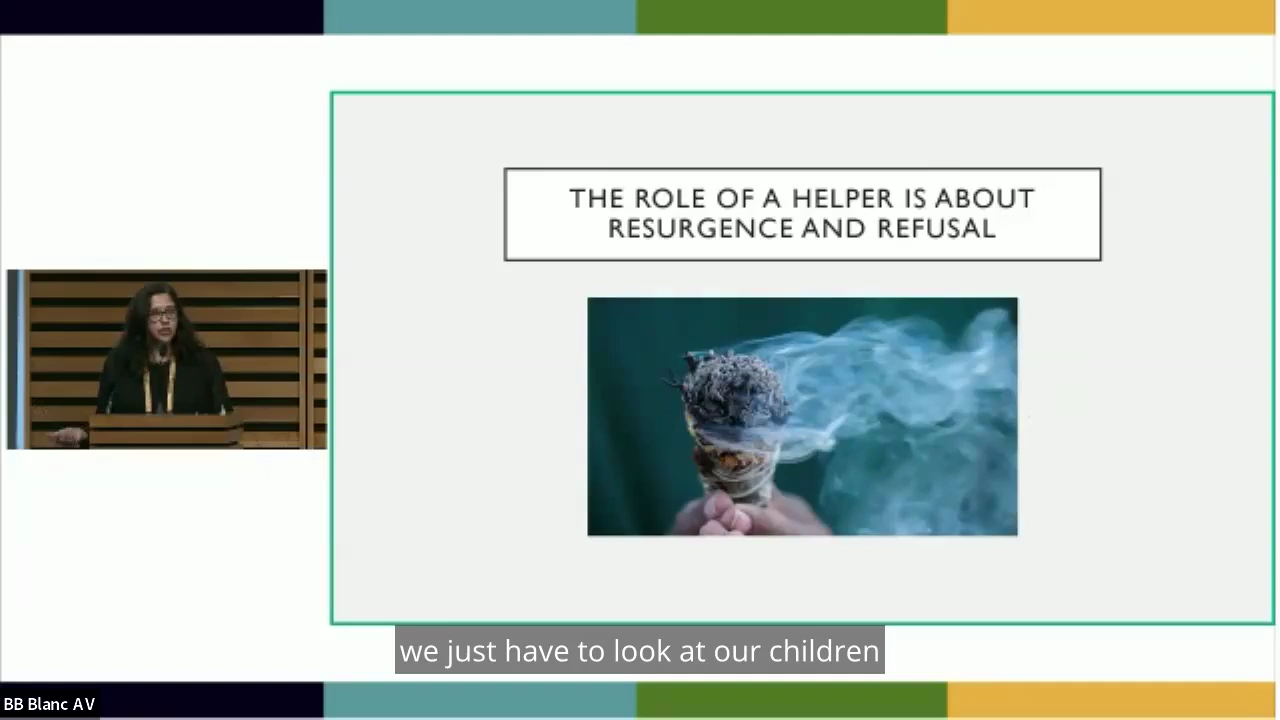 THE ROLE OF A HELPER IS ABOUT
RESURGENCE AND REFUSAL
we just have to look at our children
BB Blanc AV